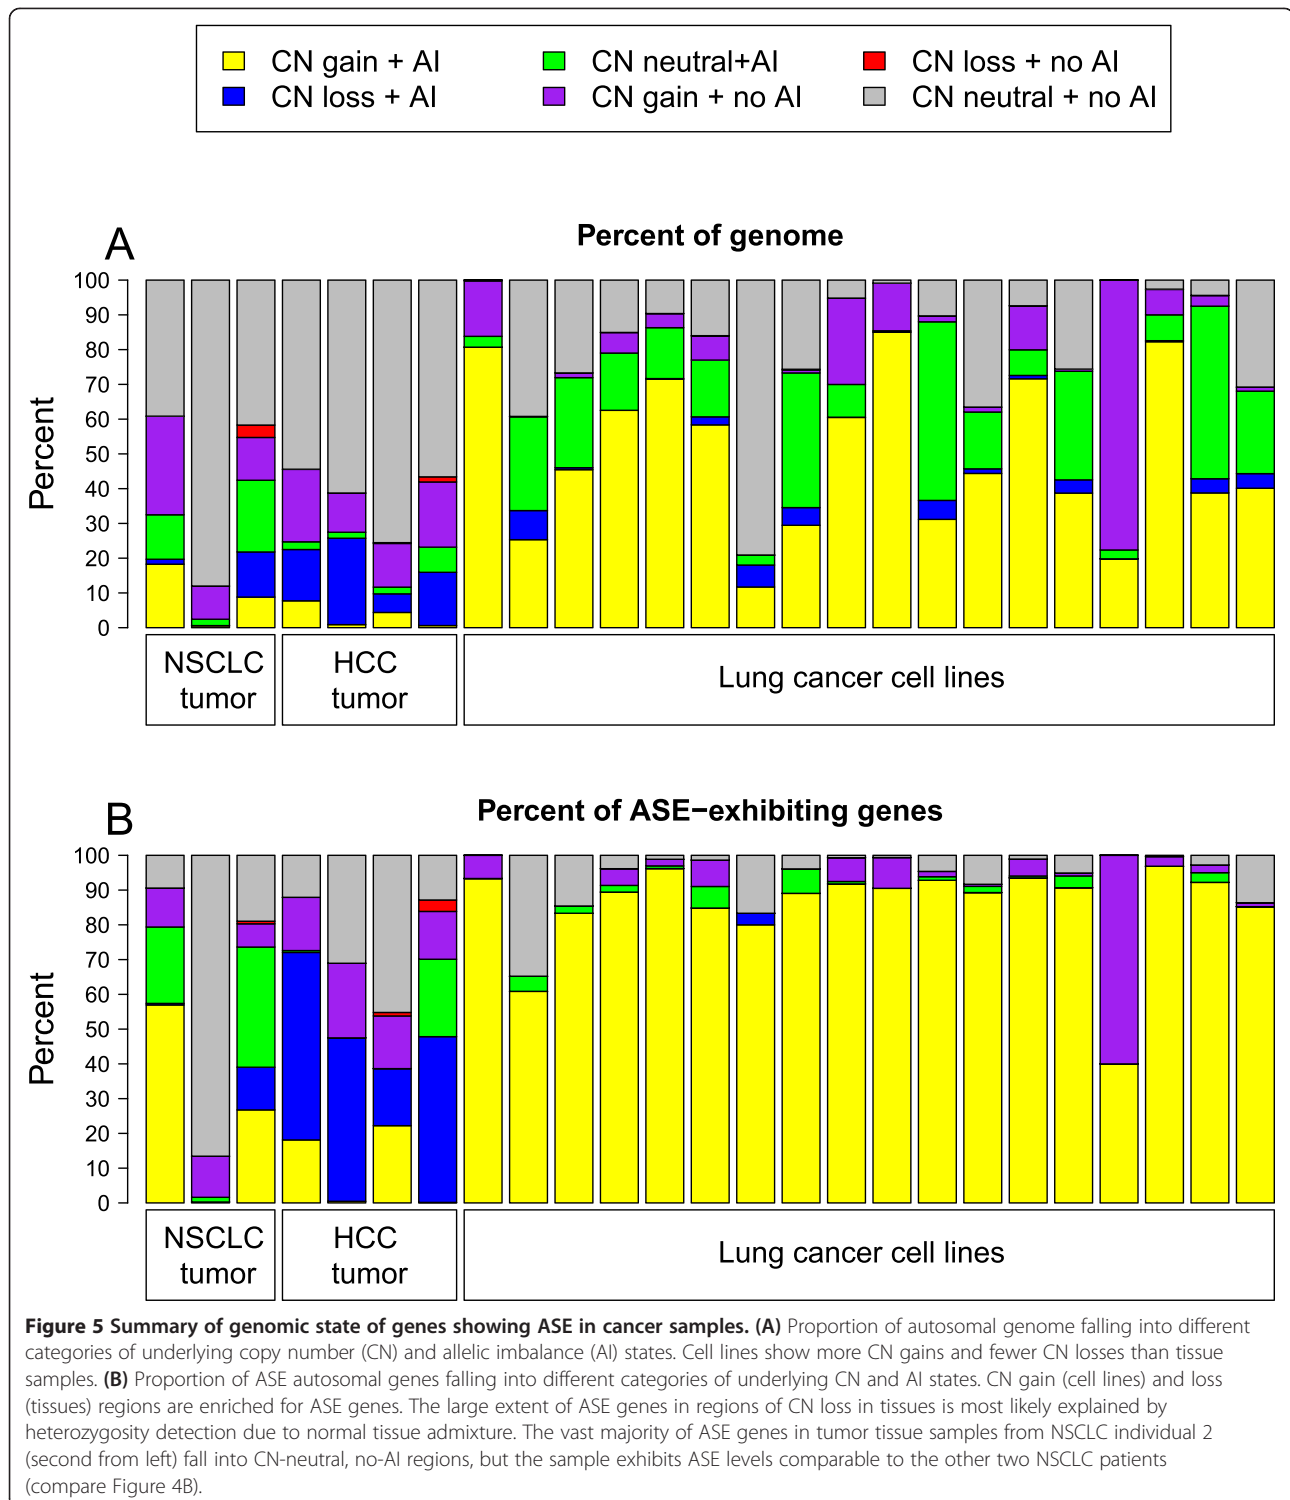 CN gain + AI CN neutral+AI CN loss + no AI
CN loss + AI CN gain + no AI CN neutral + no AI
A
Percent of genome
Percent
100
90
80
70
60
50
40
30
20
10
0
NSCLC
tumor
HCC
tumor
Lung cancer cell lines
B
Percent of ASE−exhibiting genes
Percent
100
90
80
70
60
50
40
30
20
10
0
NSCLC
tumor
HCC
tumor
Lung cancer cell lines
Figure 5 Summary of genomic state of genes showing ASE in cancer samples. (A) Proportion of autosomal genome falling into different
categories of underlying copy number (CN) and allelic imbalance (AI) states. Cell lines show more CN gains and fewer CN losses than tissue
samples. (B) Proportion of ASE autosomal genes falling into different categories of underlying CN and AI states. CN gain (cell lines) and loss
(tissues) regions are enriched for ASE genes. The large extent of ASE genes in regions of CN loss in tissues is most likely explained by
heterozygosity detection due to normal tissue admixture. The vast majority of ASE genes in tumor tissue samples from NSCLC individual 2
(second from left) fall into CN-neutral, no-AI regions, but the sample exhibits ASE levels comparable to the other two NSCLC patients
(compare Figure 4B).